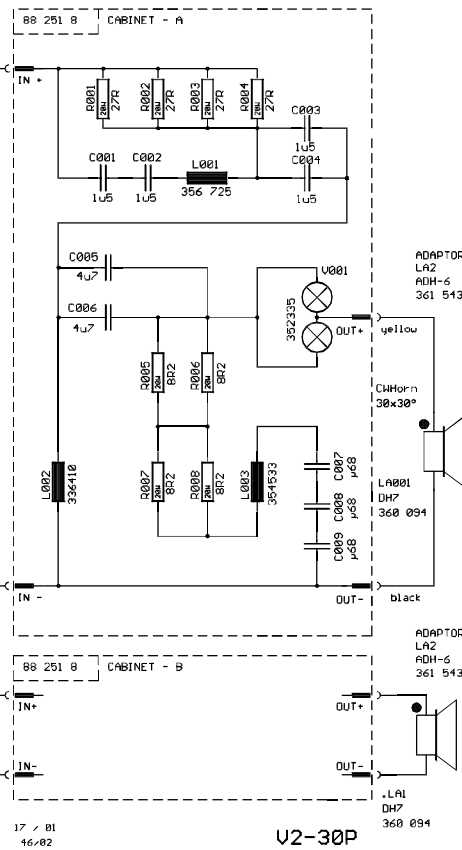 88 251 8
CABINET - A
IN +
R001
20W
27R
R002
20W
27R
R003
20W
27R
R004
20W
27R
C003
1u5
C001
1u5
C002
1u5
L001
356 725
C004
1u5
C005
4u7
C006
4u7
V001
352335
OUT+
yellow
ADAPTOR
LA2
ADH-6
361 543
CWHorn
30x30°
R005
20W
8R2
R006
20W
8R2
L002
336410
R007
20W
8R2
R008
20W
8R2
L003
354533
C007
µ68
C008
µ68
C009
µ68
LA001
DH7
360 094
IN -
OUT-
black
ADAPTOR
LA2
ADH-6
361 543
88 251 8
CABINET - B
IN+
OUT+
IN-
OUT-
.LA1
DH7
360 094
17 / 01
46/02
V2-30P